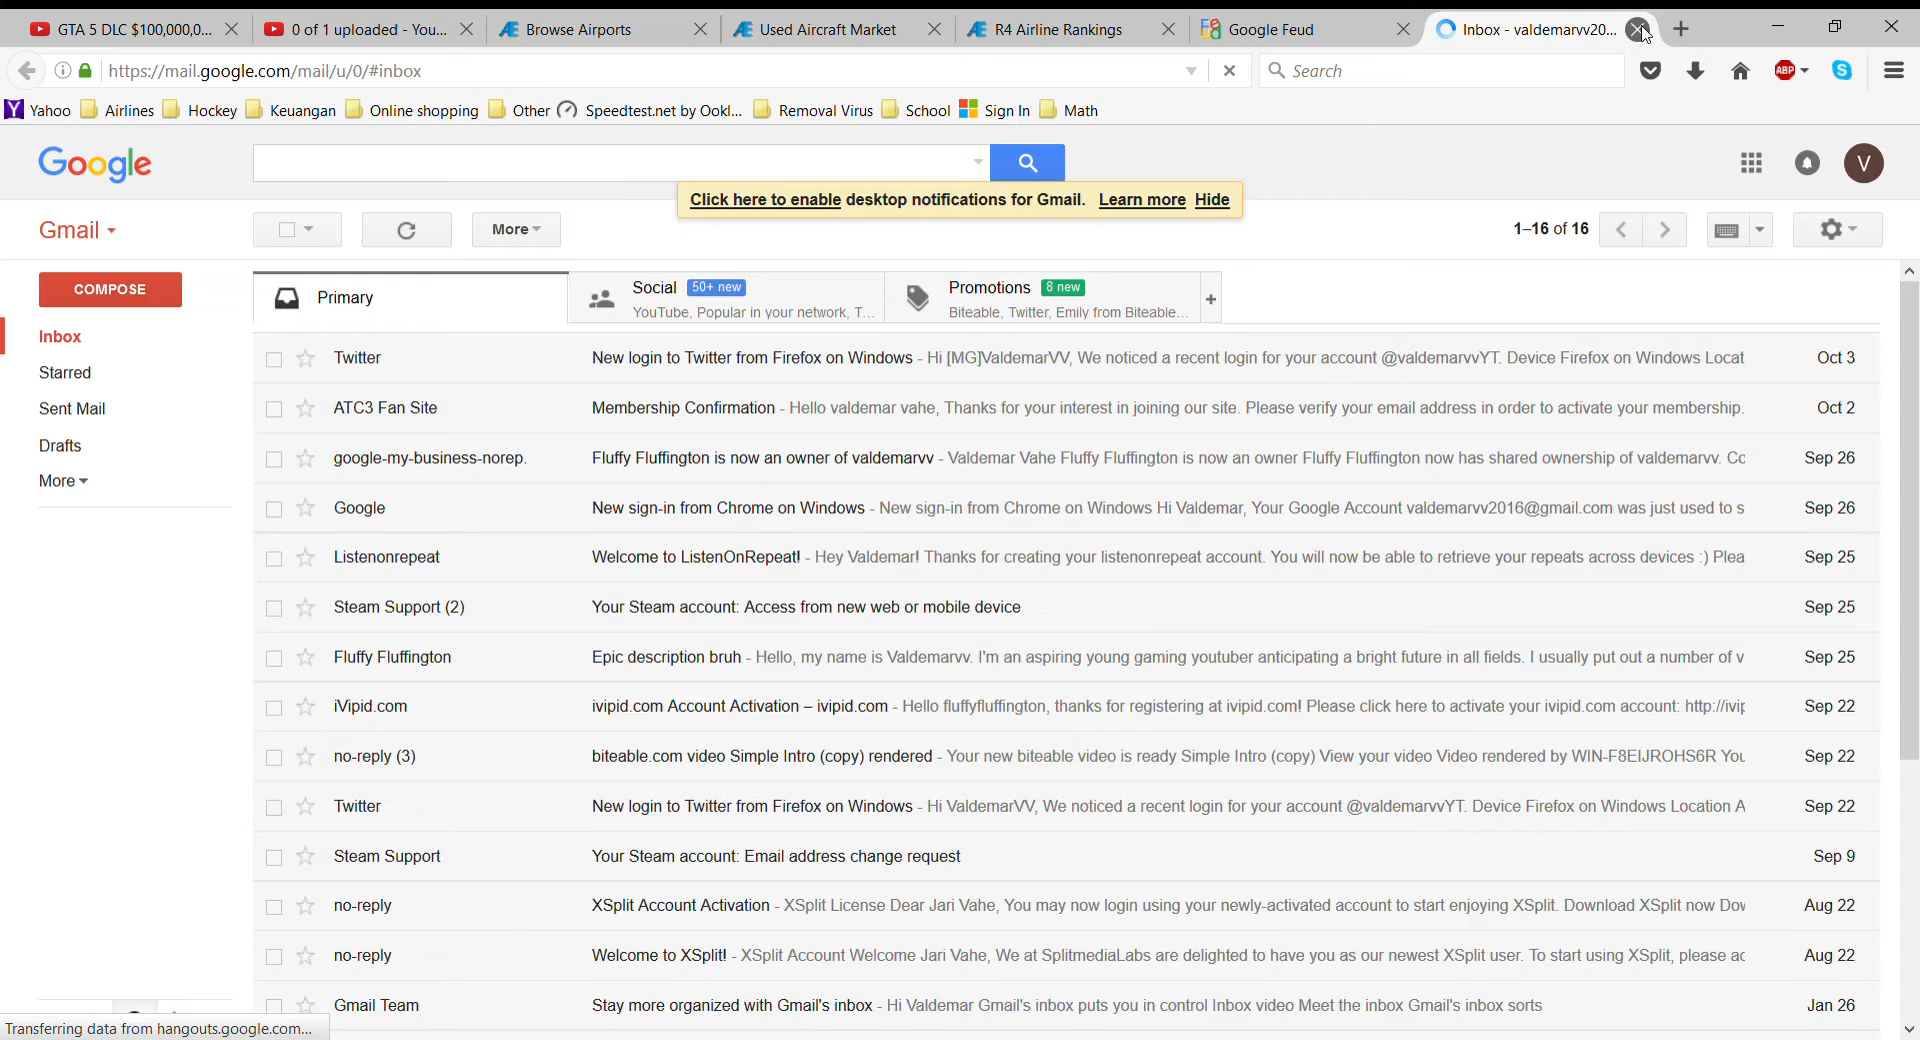 GTA 5 DLC $100,000,0...
0 of 1 uploaded - You...
Browse Airports
Used Aircraft Market
R4 Airline Rankings
Google Feud
Inbox - valdemarvv20...
https://mail.google.com/mail/u/0/#inbox
Search
ABP
Yahoo
Airlines
Hockey
Keuangan
Online shopping
Other
Speedtest.net by Ookl...
Removal Virus
School
Sign In
Math
Google
V
Click here to enable desktop notifications for Gmail. Learn more Hide
Gmail
More
1–16 of 16
COMPOSE
Inbox
Starred
Sent Mail
Drafts
More
Primary
Social 50+ new
YouTube, Popular in your network, T...
Promotions 8 new
Biteable, Twitter, Emily from Biteable...
Twitter New login to Twitter from Firefox on Windows - Hi [MG]ValdemarVV, We noticed a recent login for your account @valdemarvvYT. Device Firefox on Windows Locat Oct 3
ATC3 Fan Site Membership Confirmation - Hello valdemar vahe, Thanks for your interest in joining our site. Please verify your email address in order to activate your membership. Oct 2
google-my-business-norep. Fluffy Fluffington is now an owner of valdemarvv - Valdemar Vahe Fluffy Fluffington is now an owner Fluffy Fluffington now has shared ownership of valdemarvv. Co Sep 26
Google New sign-in from Chrome on Windows - New sign-in from Chrome on Windows Hi Valdemar, Your Google Account valdemarvv2016@gmail.com was just used to s Sep 26
Listenonrepeat Welcome to ListenOnRepeat! - Hey Valdemar! Thanks for creating your listenonrepeat account. You will now be able to retrieve your repeats across devices :) Plea Sep 25
Steam Support (2) Your Steam account: Access from new web or mobile device Sep 25
Fluffy Fluffington Epic description bruh - Hello, my name is Valdemarvv. I'm an aspiring young gaming youtuber anticipating a bright future in all fields. I usually put out a number of v Sep 25
iVipid.com ivipid.com Account Activation – ivipid.com - Hello fluffyfluffington, thanks for registering at ivipid.com! Please click here to activate your ivipid.com account: http://ivip Sep 22
no-reply (3) biteable.com video Simple Intro (copy) rendered - Your new biteable video is ready Simple Intro (copy) View your video Video rendered by WIN-F8EIJROHS6R You Sep 22
Twitter New login to Twitter from Firefox on Windows - Hi ValdemarVV, We noticed a recent login for your account @valdemarvvYT. Device Firefox on Windows Location A Sep 22
Steam Support Your Steam account: Email address change request Sep 9
no-reply XSplit Account Activation - XSplit License Dear Jari Vahe, You may now login using your newly-activated account to start enjoying XSplit. Download XSplit now Dov Aug 22
no-reply Welcome to XSplit! - XSplit Account Welcome Jari Vahe, We at SplitmediaLabs are delighted to have you as our newest XSplit user. To start using XSplit, please ac Aug 22
Gmail Team Stay more organized with Gmail's inbox - Hi Valdemar Gmail's inbox puts you in control Inbox video Meet the inbox Gmail's inbox sorts Jan 26
Transferring data from hangouts.google.com...